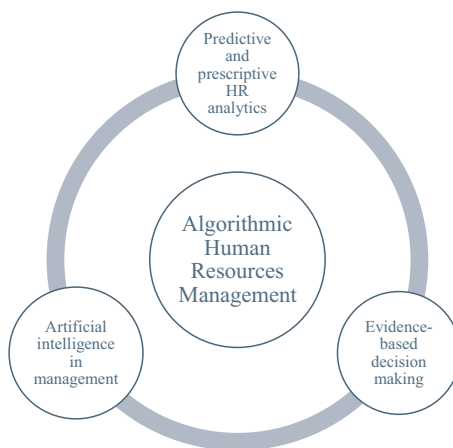 Predictive
and
prescriptive
HR
analytics
Algorithmic
Human
Resources
Management
Artificial
intelligence
in
management
Evidence-
based
decision
making